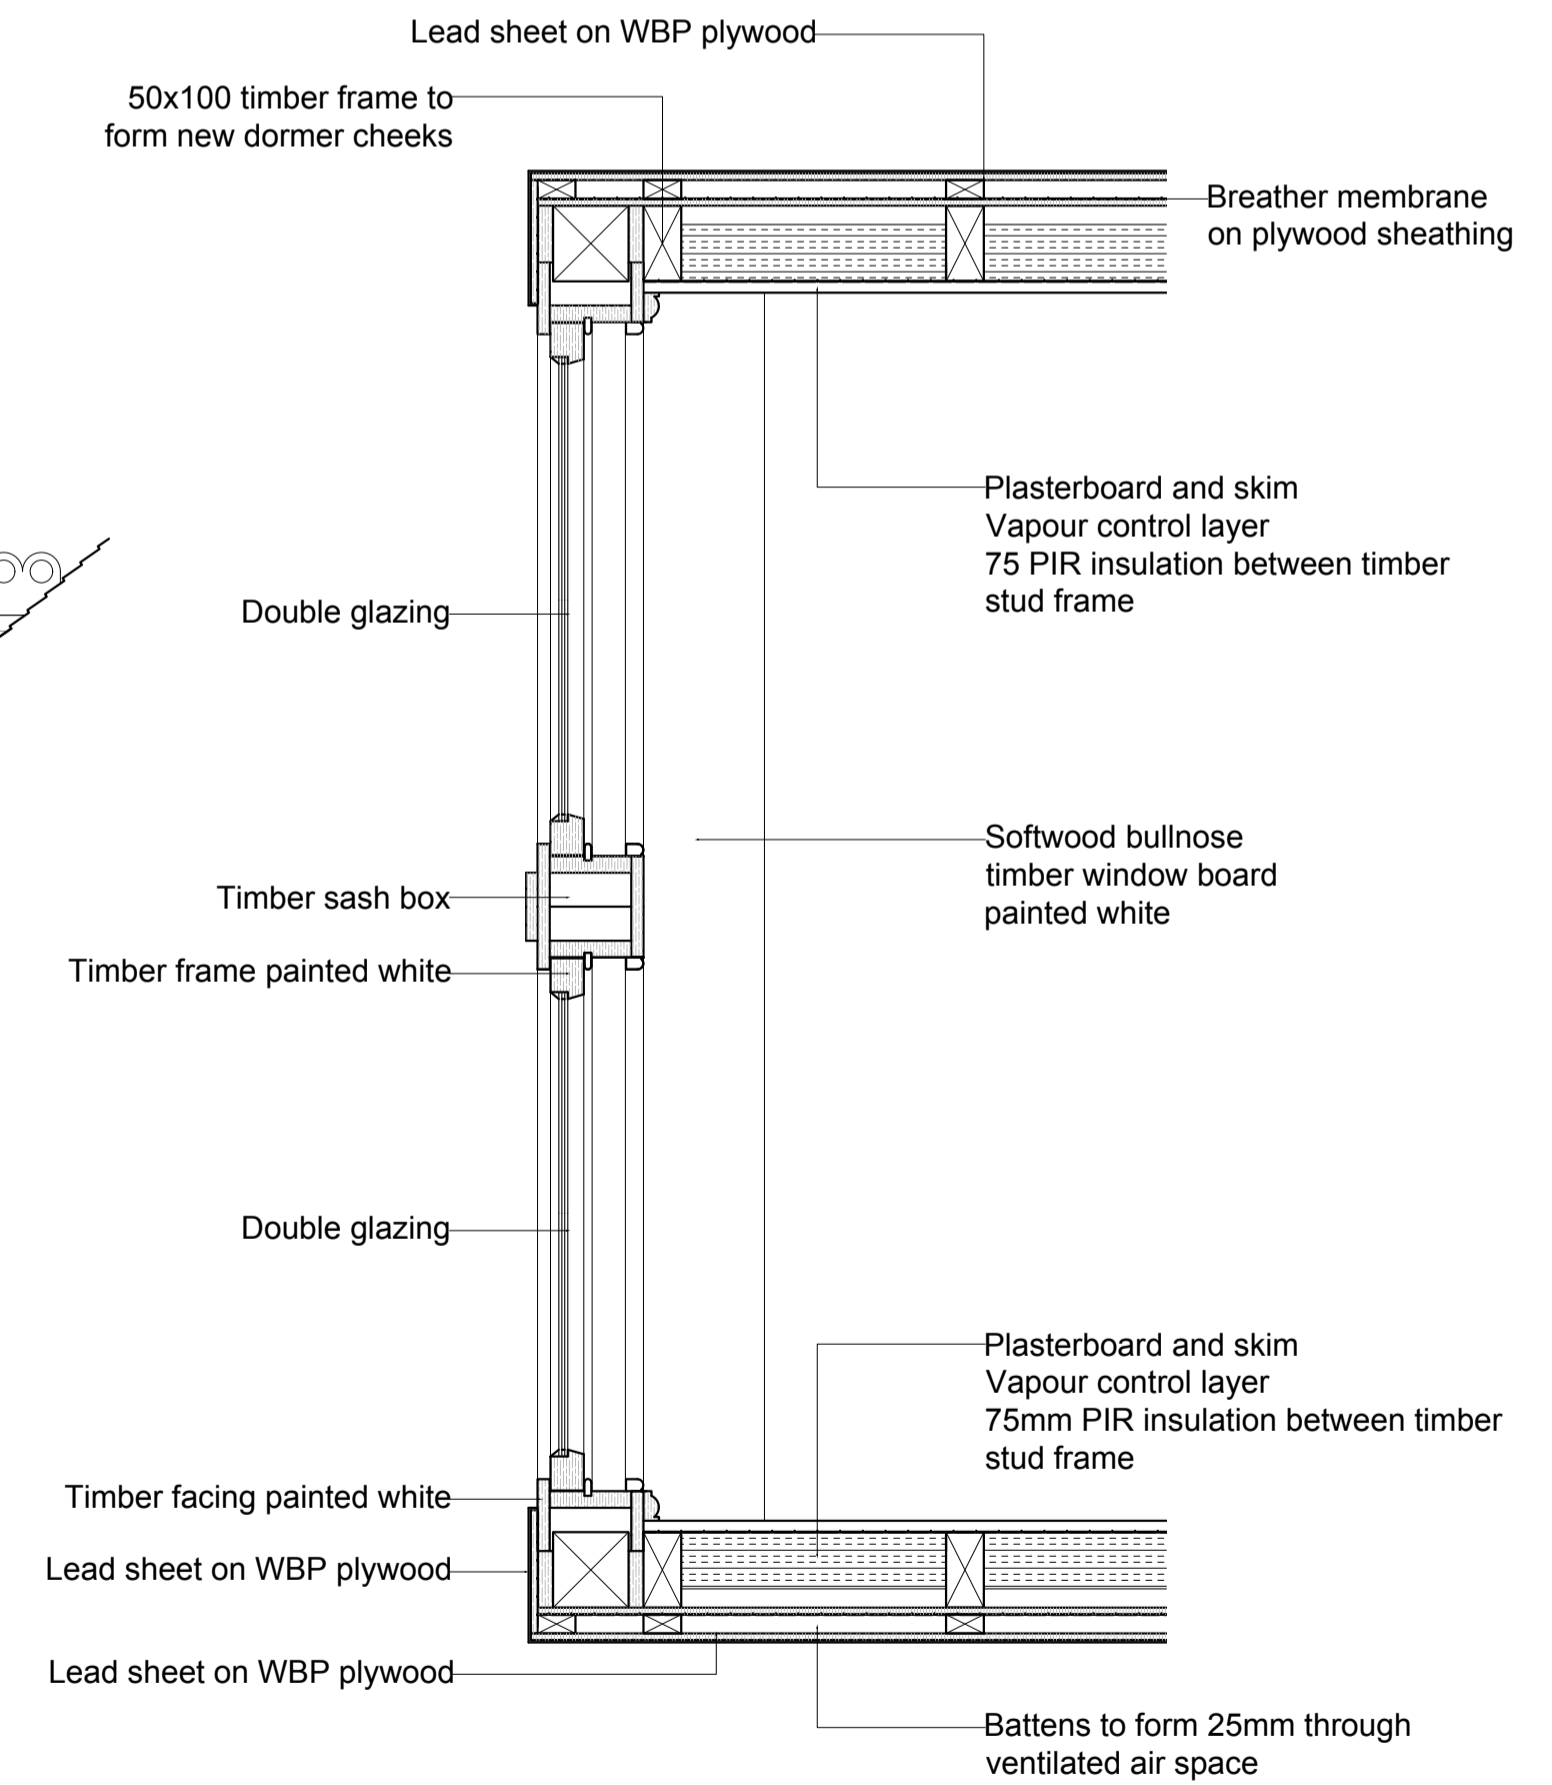 Lead sheet on WBP plywood
50x100 timber frame to
form new dormer cheeks
Breather membrane
on plywood sheathing
Plasterboard and skim
Vapour control layer
75 PIR insulation between timber
stud frame
Double glazing
Softwood bullnose
timber window board
painted white
Timber sash box
Timber frame painted white
Double glazing
Plasterboard and skim
Vapour control layer
75mm PIR insulation between timber
stud frame
Timber facing painted white
Lead sheet on WBP plywood
Lead sheet on WBP plywood
Battens to form 25mm through
ventilated air space